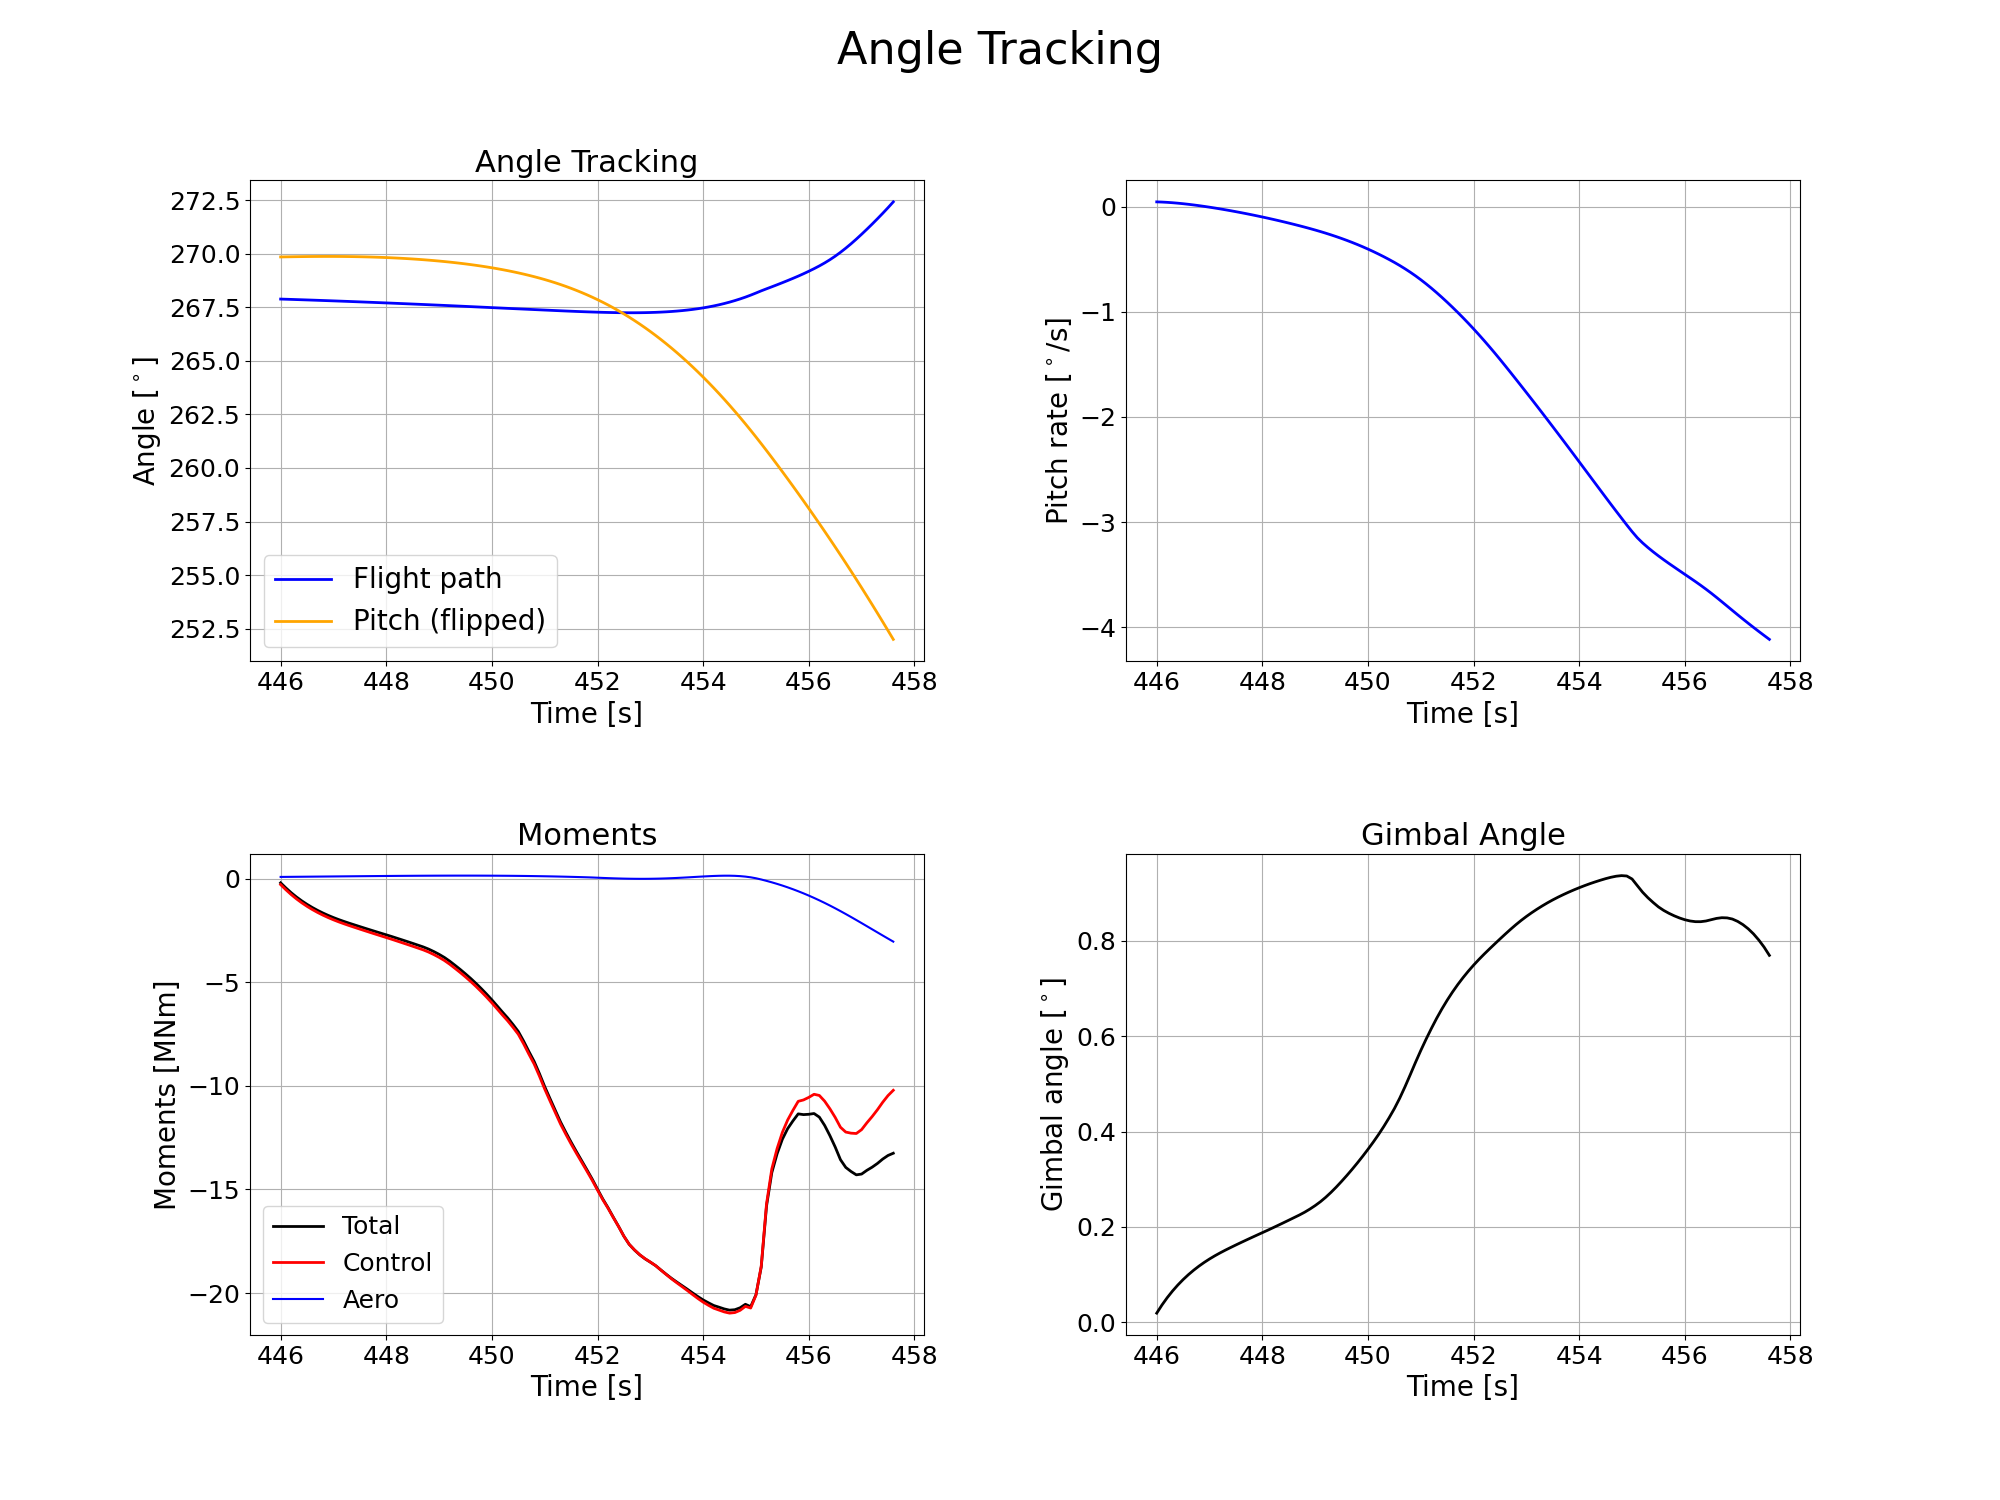 Angle Tracking
Angle Tracking
272.5
270.0
267.5
265.0
262.5
260.0
257.5
255.0
252.5
Angle [°]
Flight path
Pitch (flipped)
446 448 450 452 454 456 458
Time [s]
0
−1
−2
−3
−4
Pitch rate [°/s]
446 448 450 452 454 456 458
Time [s]
Moments
0
−5
−10
−15
−20
Moments [MNm]
Total
Control
Aero
446 448 450 452 454 456 458
Time [s]
Gimbal Angle
0.8
0.6
0.4
0.2
0.0
Gimbal angle [°]
446 448 450 452 454 456 458
Time [s]